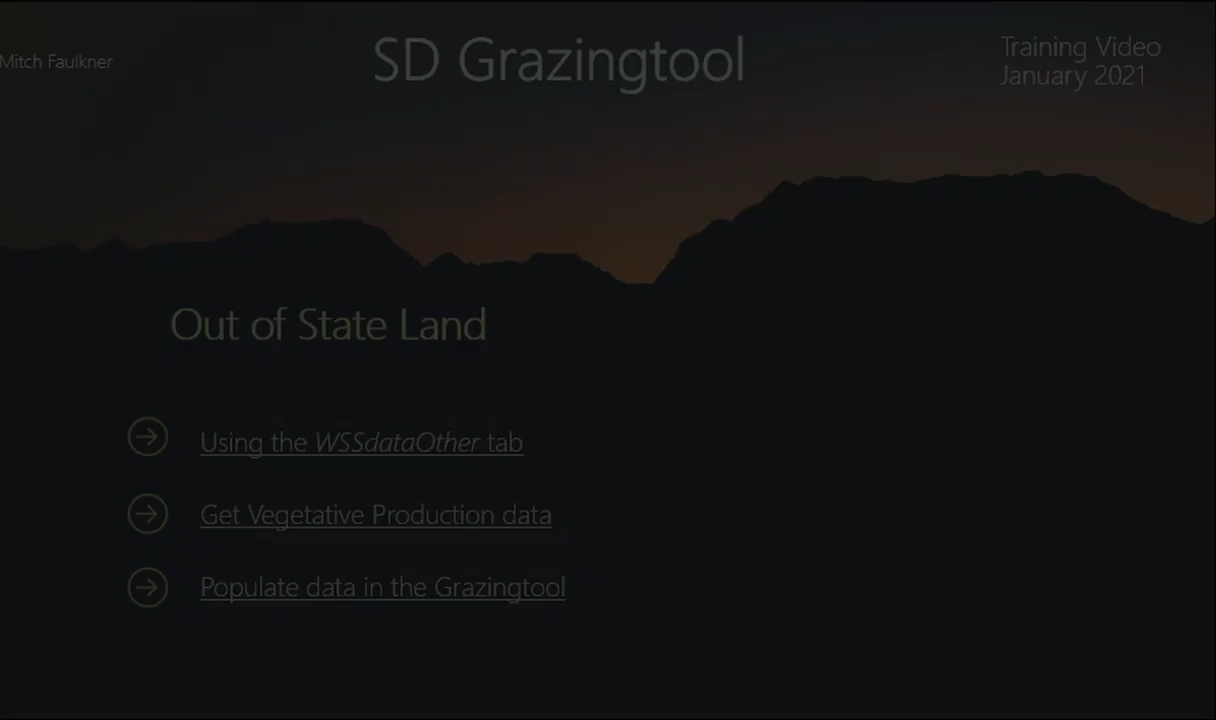 Mitch Faulkner
SD Grazingtool
Training Video
January 2021
Out of State Land
Using the WSSdataOther tab
Get Vegetative Production data
Populate data in the Grazingtool